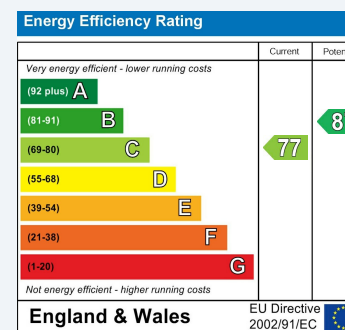 Energy Efficiency Rating
Current
Very energy efficient - lower running costs
(92 plus) A
(81-91) B
(69-80) C
77
(55-68) D
(39-54) E
(21-38) F
(1-20) G
Not energy efficient - higher running costs
England & Wales
EU Directive
2002/91/EC